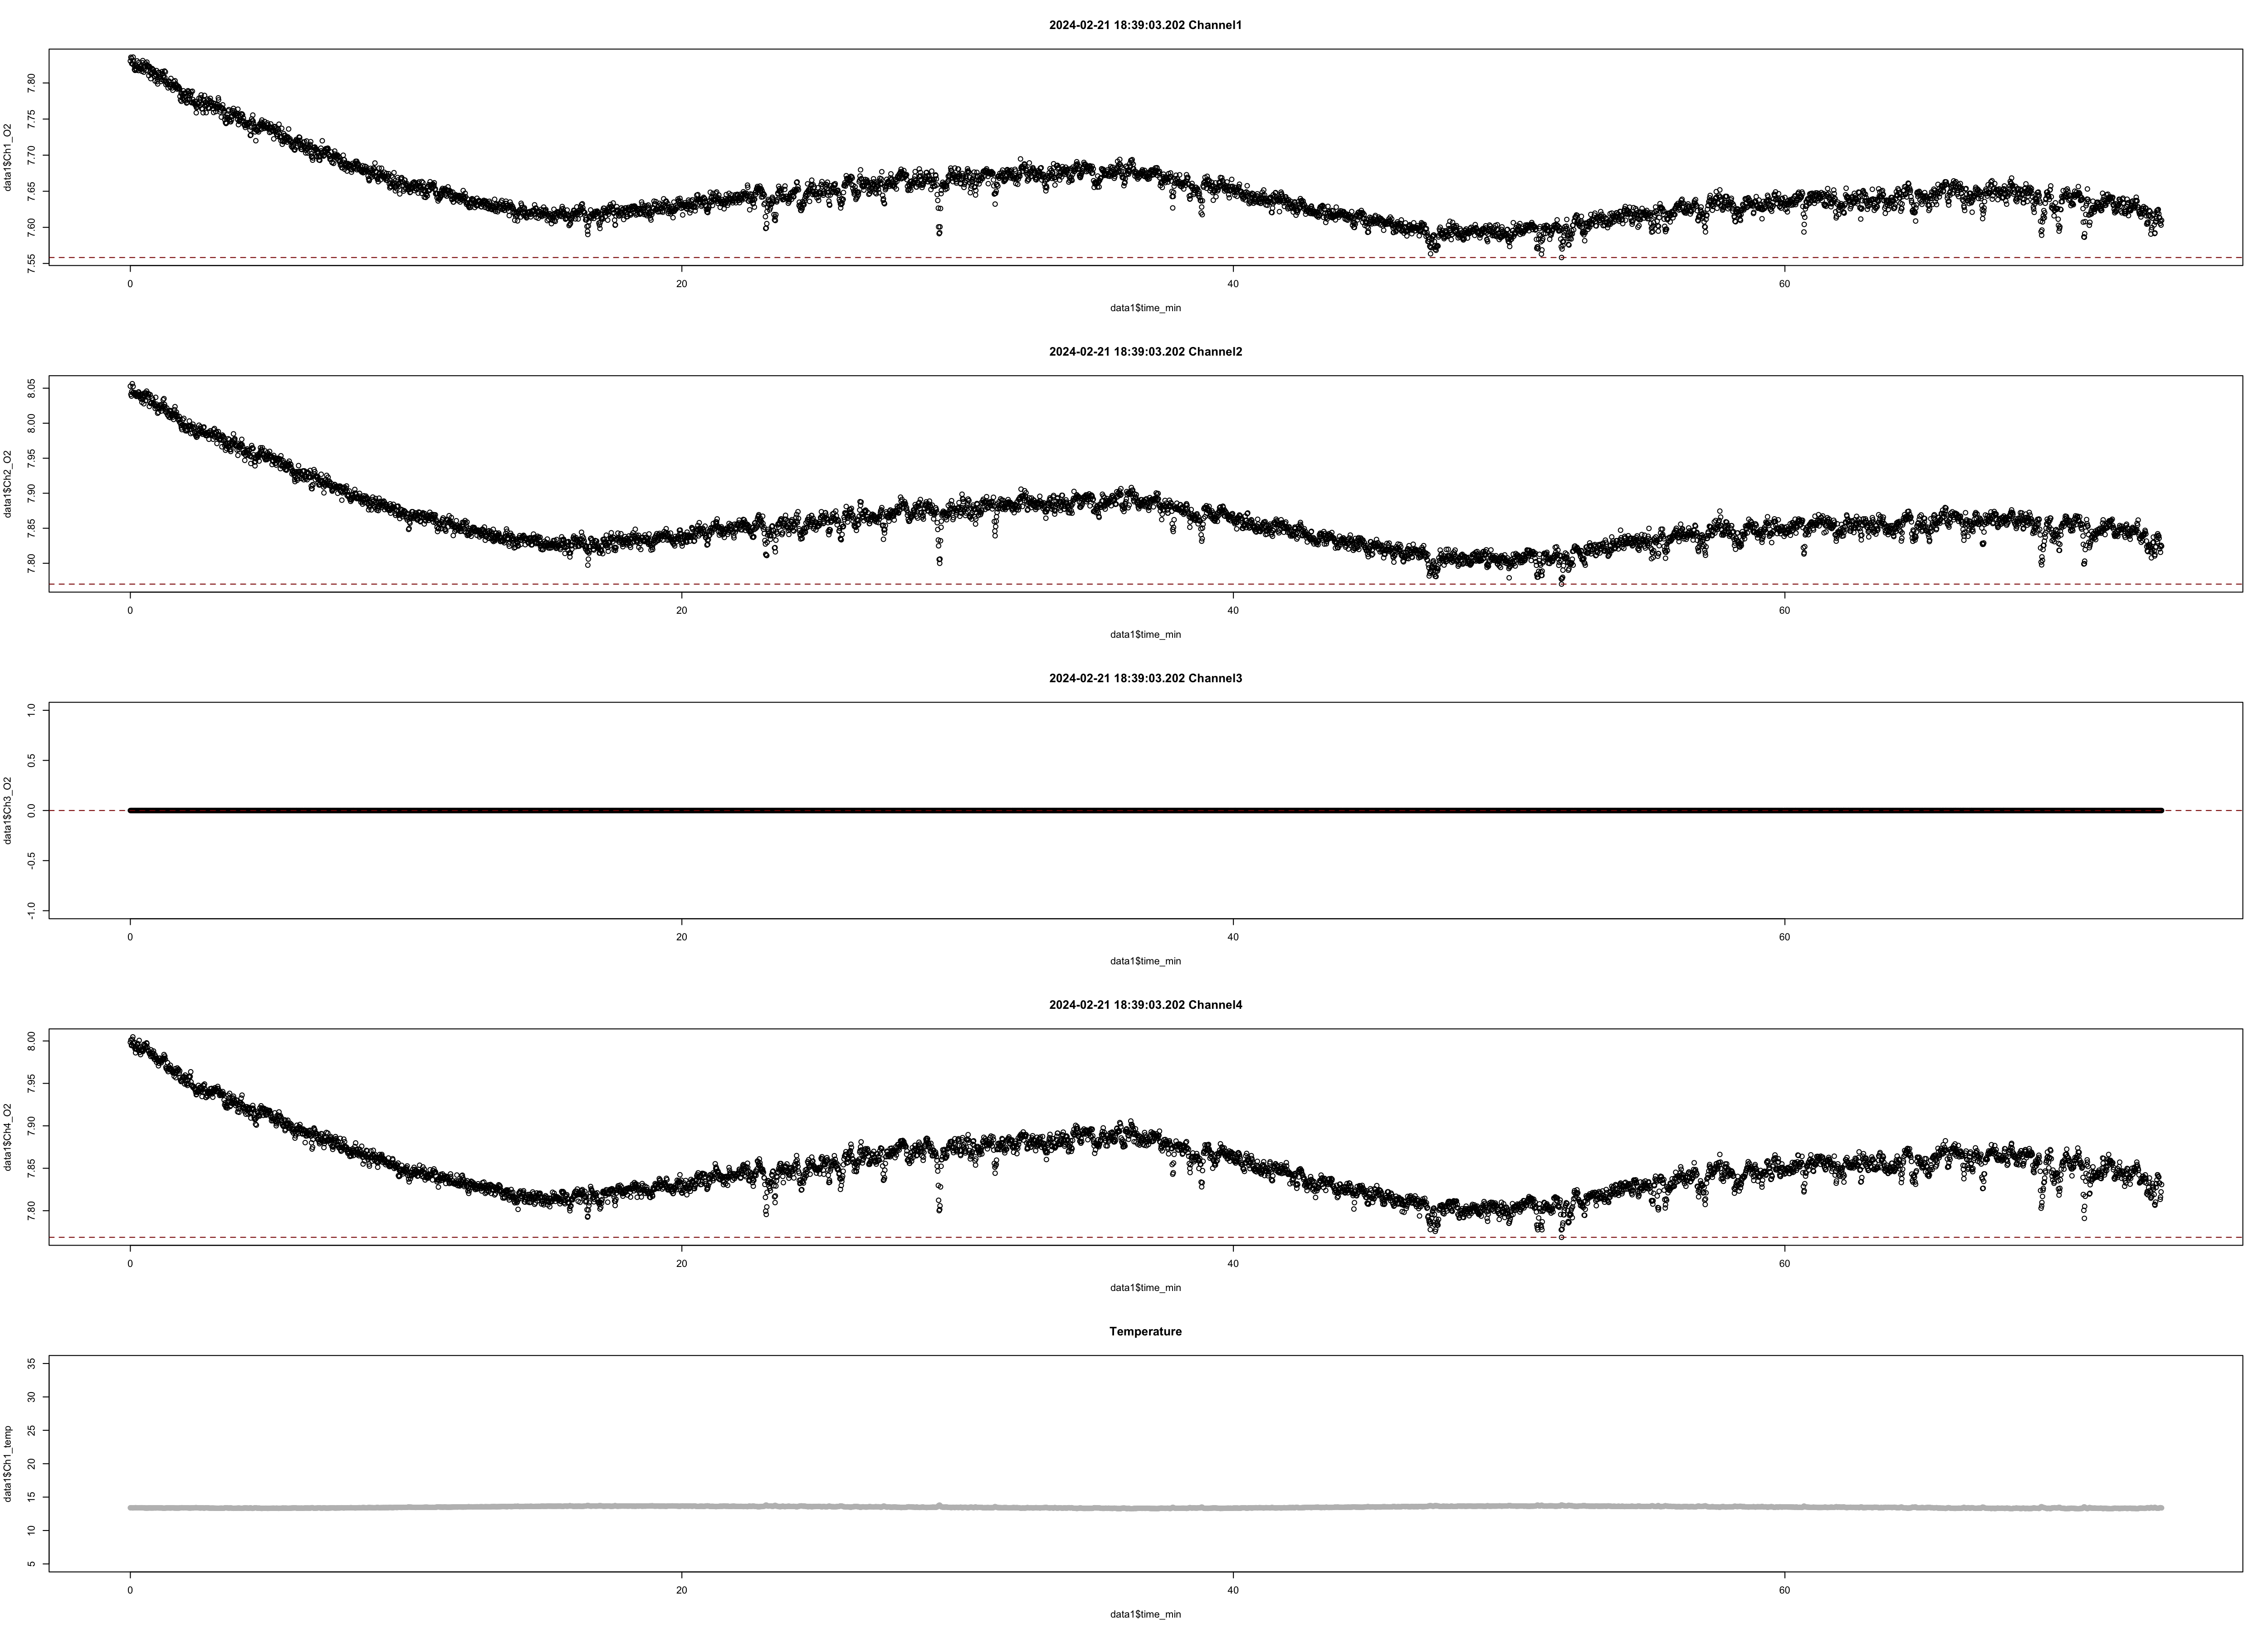 2024-02-21 18:39:03.202 Channel1
data1$Ch1_O2
7.80
7.75
7.70
7.65
7.60
7.55
0 20 40 60
data1$time_min
2024-02-21 18:39:03.202 Channel2
data1$Ch2_O2
8.05
8.00
7.95
7.90
7.85
7.80
0 20 40 60
data1$time_min
2024-02-21 18:39:03.202 Channel3
data1$Ch3_O2
1.0
0.5
0.0
-0.5
-1.0
0 20 40 60
data1$time_min
2024-02-21 18:39:03.202 Channel4
data1$Ch4_O2
8.00
7.95
7.90
7.85
7.80
0 20 40 60
data1$time_min
Temperature
data1$Ch1_temp
35
30
25
20
15
10
5
0 20 40 60
data1$time_min